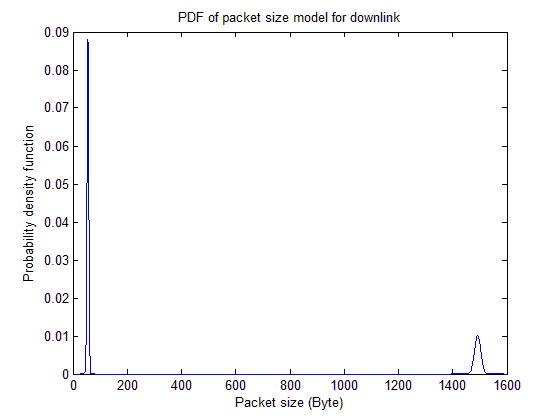 PDF of packet size model for downlink
0.09
0.08
0.07
0.06
0.05
0.04
0.03
0.02
0.01
0
Probability density function
0 200 400 600 800 1000 1200 1400 1600
Packet size (Byte)